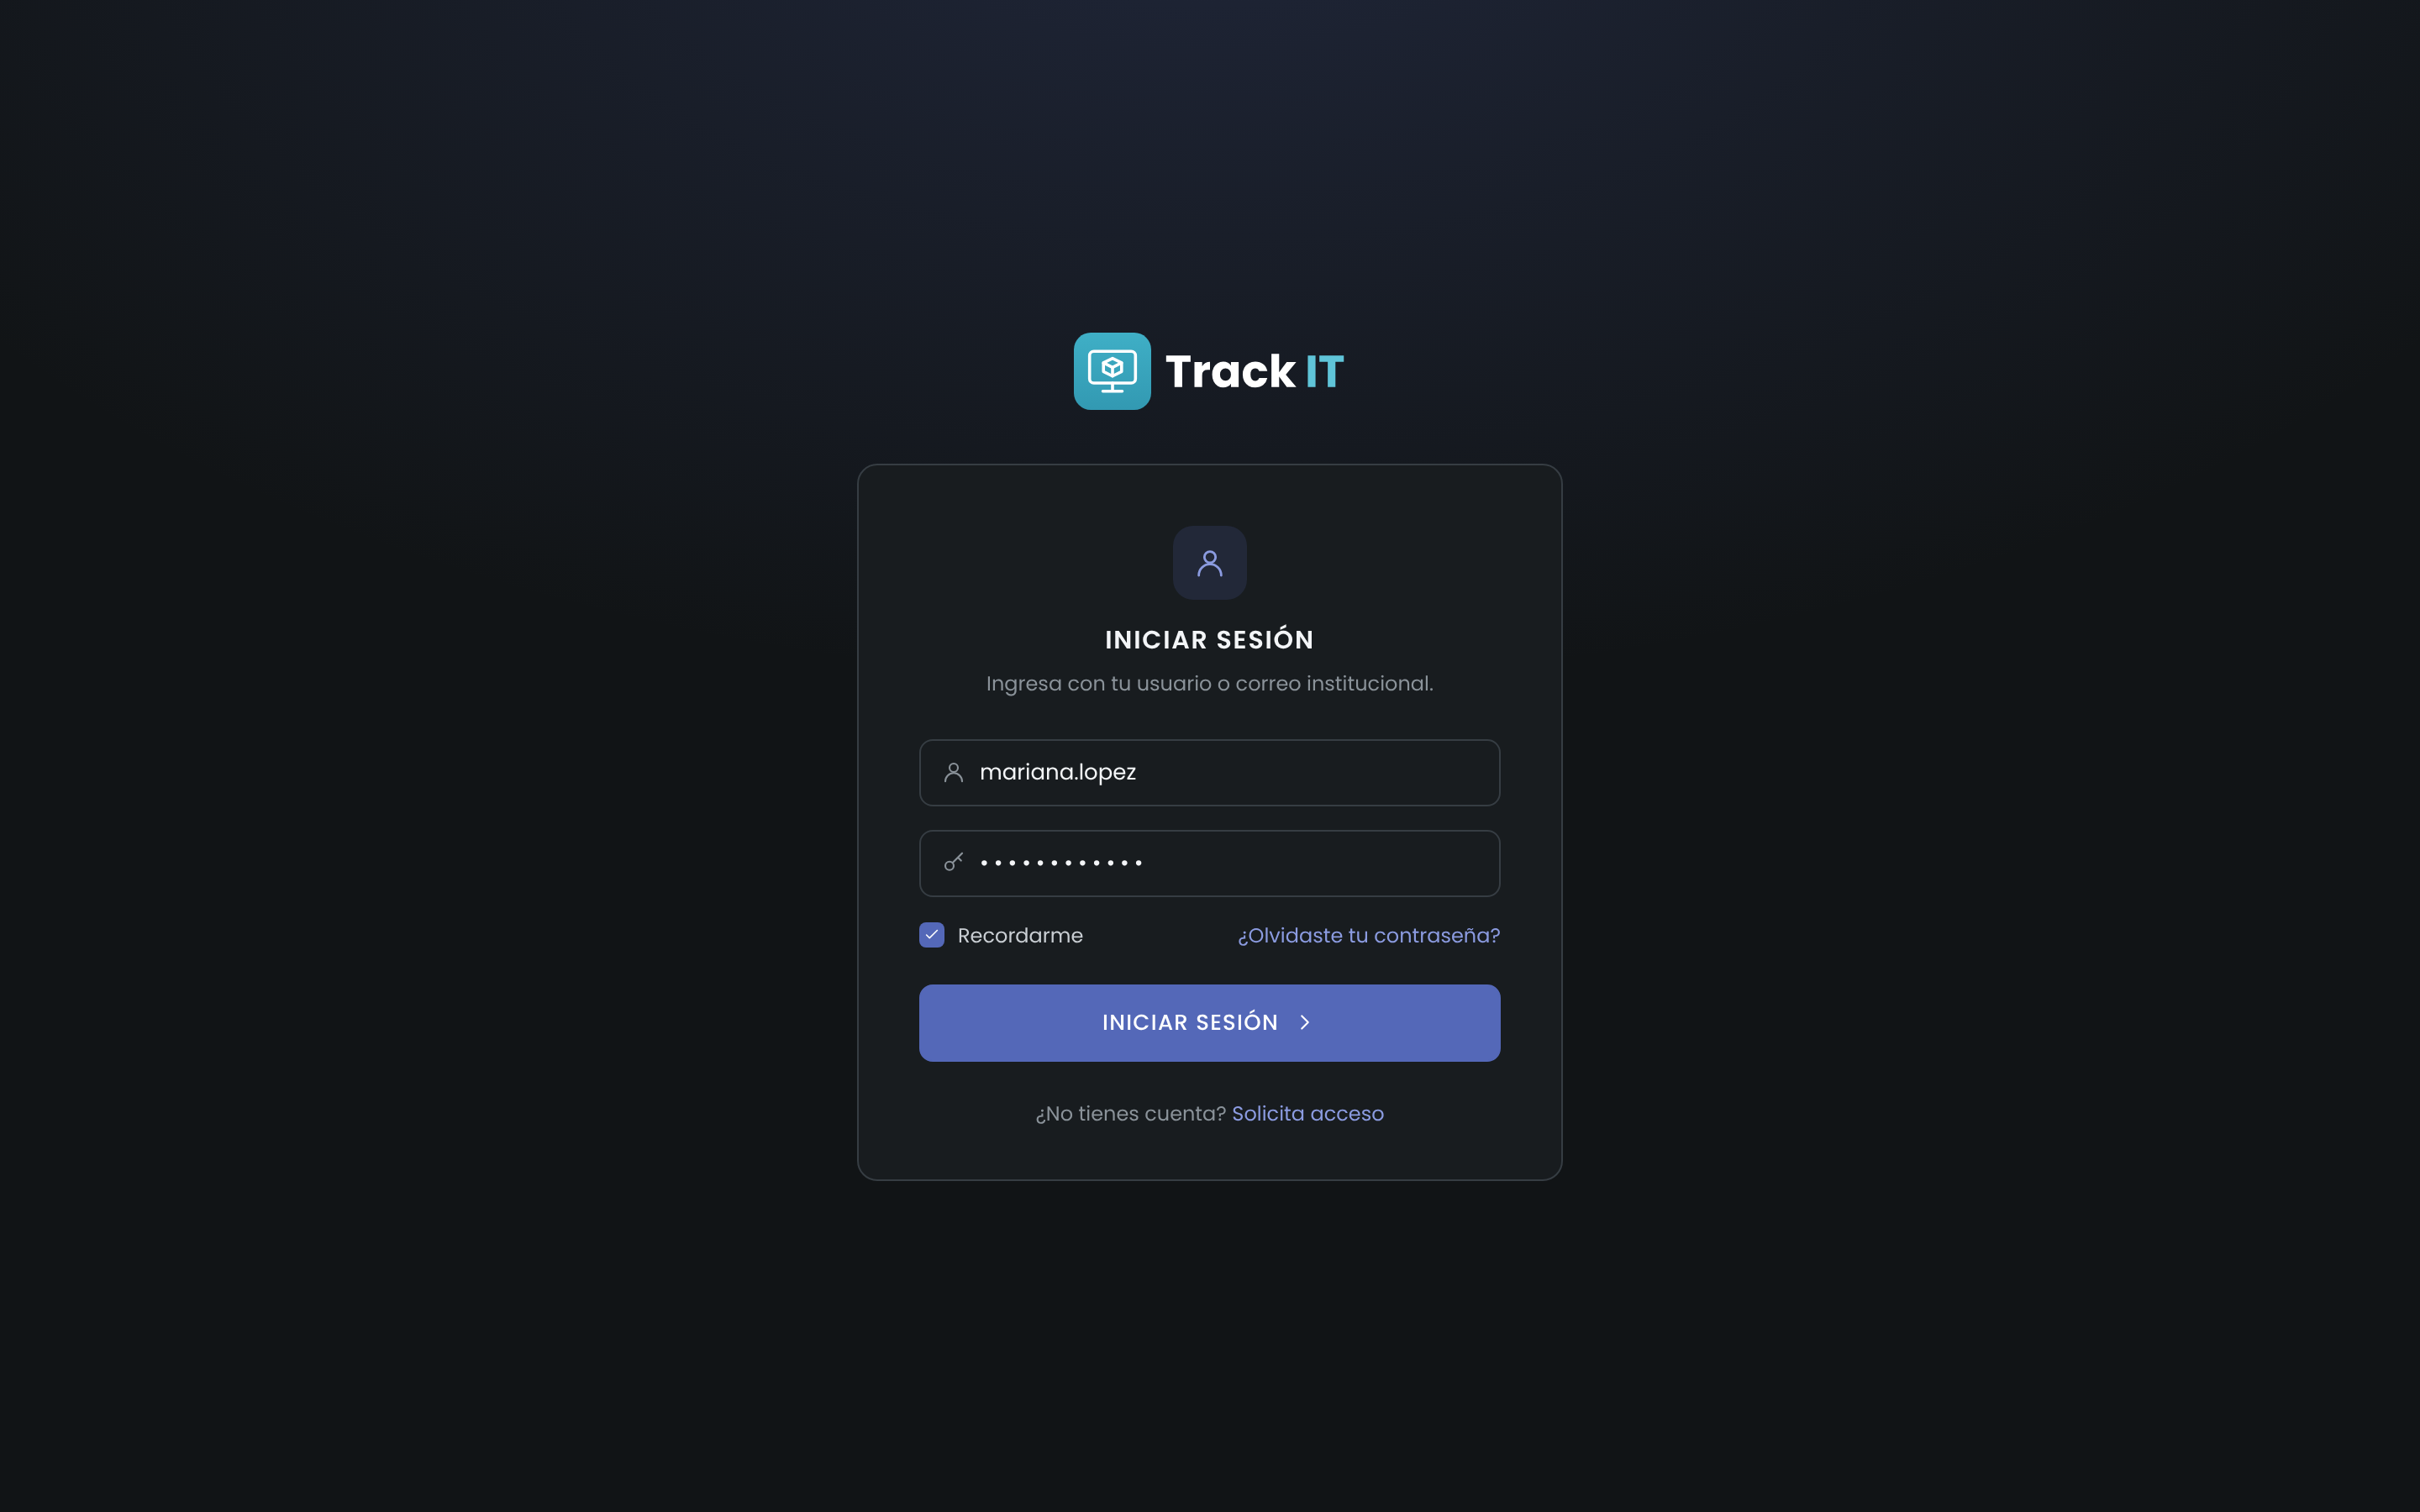 Track IT
INICIAR SESIÓN
Ingresa con tu usuario o correo institucional.
mariana.lopez
••••••••••••
Recordarme
¿Olvidaste tu contraseña?
INICIAR SESIÓN
¿No tienes cuenta? Solicita acceso